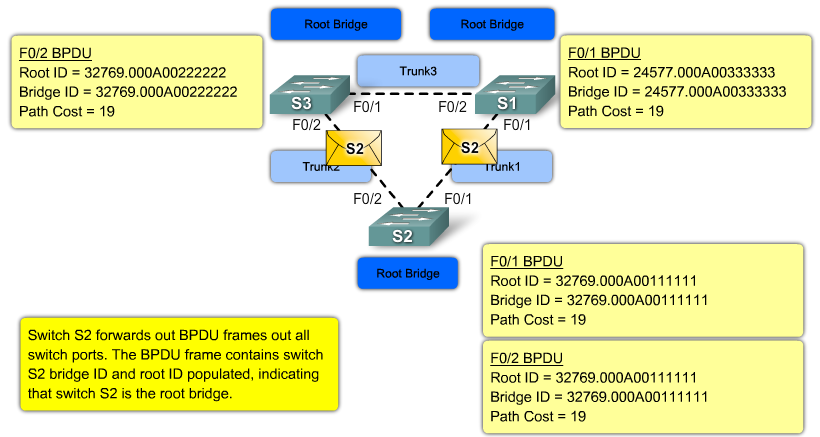 Root Bridge
Root Bridge
F0/2 BPDU
Root ID = 32769.000A00222222
Bridge ID = 32769.000A00222222
Path Cost = 19
F0/1 BPDU
Root ID = 24577.000A00333333
Bridge ID = 24577.000A00333333
Path Cost = 19
Trunk3
S3
F0/1
F0/2
S1
F0/2
F0/1
S2
S2
Trunk2
Trunk1
F0/2
F0/1
S2
Root Bridge
F0/1 BPDU
Root ID = 32769.000A00111111
Bridge ID = 32769.000A00111111
Path Cost = 19
F0/2 BPDU
Root ID = 32769.000A00111111
Bridge ID = 32769.000A00111111
Path Cost = 19
Switch S2 forwards out BPDU frames out all
switch ports. The BPDU frame contains switch
S2 bridge ID and root ID populated, indicating
that switch S2 is the root bridge.